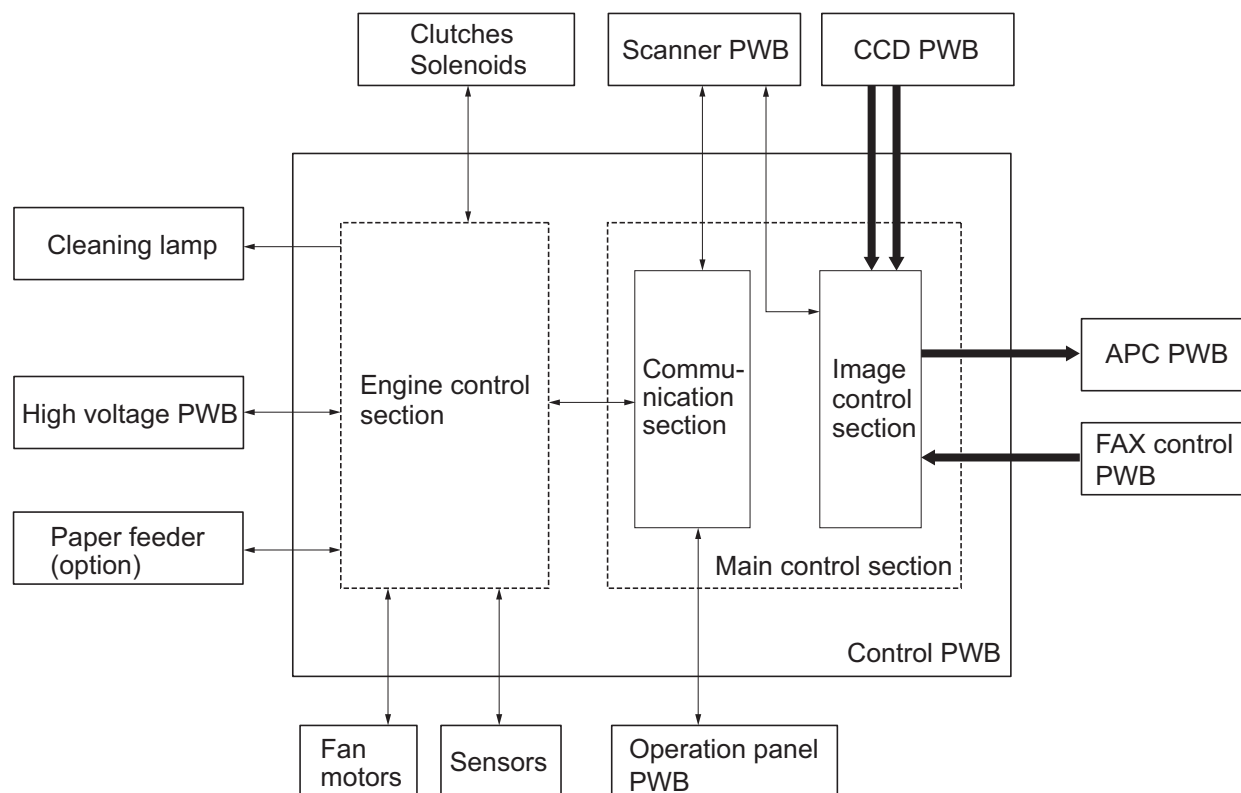 Clutches
Solenoids
Scanner PWB
CCD PWB
Cleaning lamp
High voltage PWB
Paper feeder
(option)
Engine control
section
Commu-
nication
section
Image
control
section
Main control section
Control PWB
APC PWB
FAX control
PWB
Fan
motors
Sensors
Operation panel
PWB